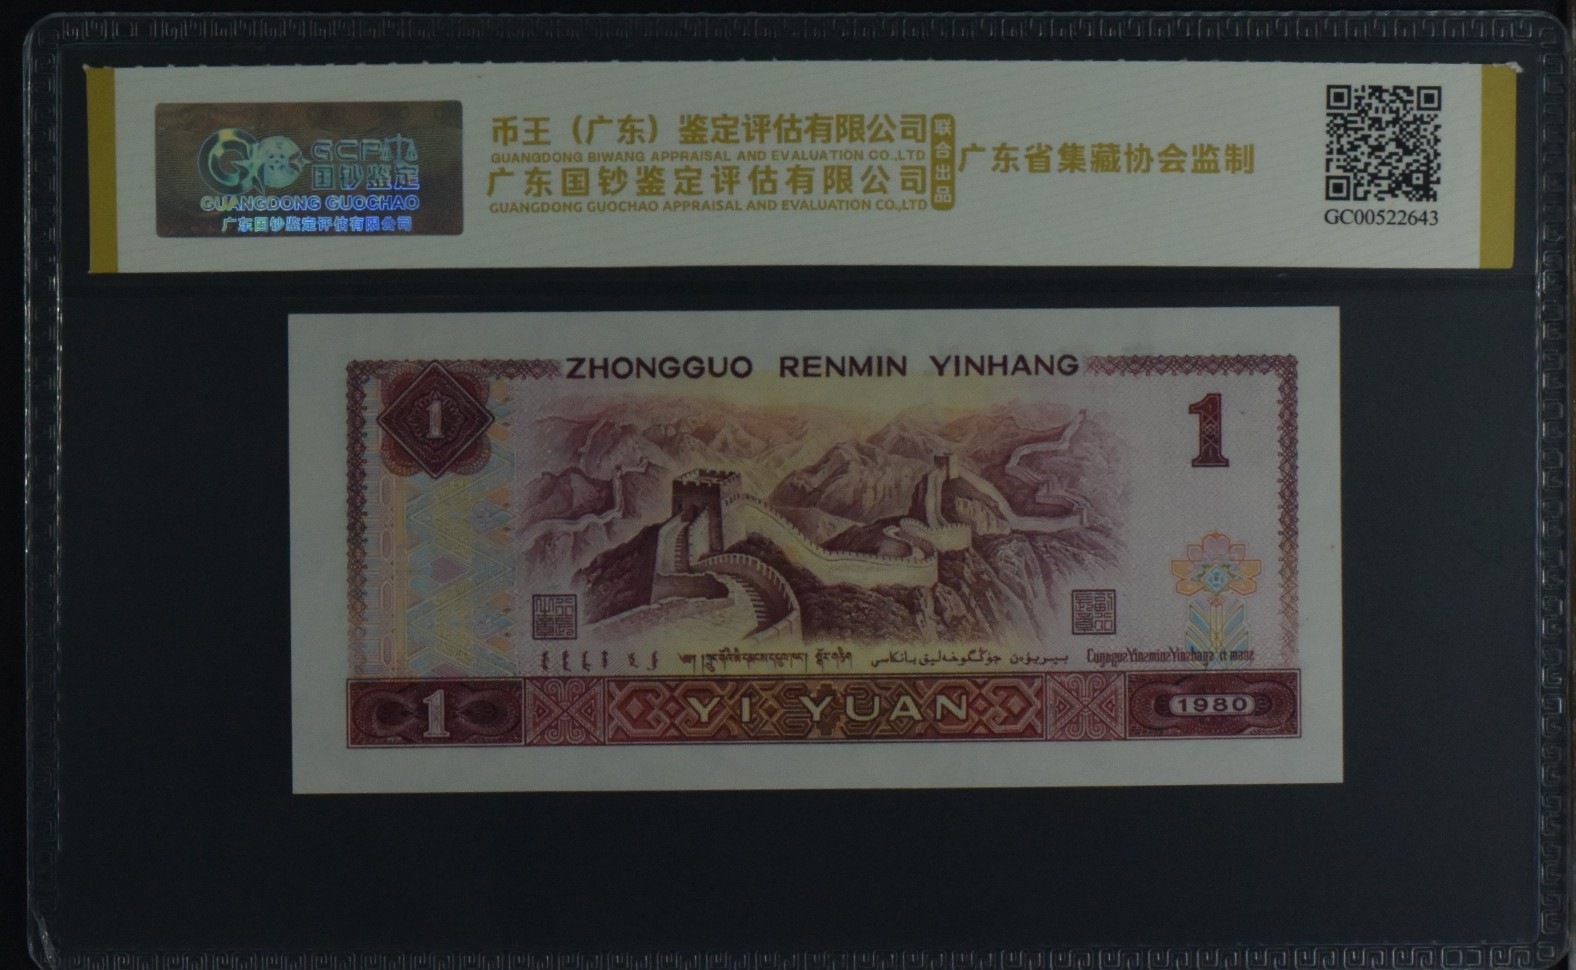 GCP
国钞鉴定
GUANGDONG GUOCHAO
广东国钞鉴定评估有限公司
币王（广东）鉴定评估有限公司
GUANGDONG BIWANG APPRAISAL AND EVALUATION CO.,LTD
广东国钞鉴定评估有限公司
GUANGDONG GUOCHAO APPRAISAL AND EVALUATION CO.,LTD
联合出品
广东省集藏协会监制
GC00522643
ZHONGGUO RENMIN YINHANG
1
1
1
YI YUAN
1980